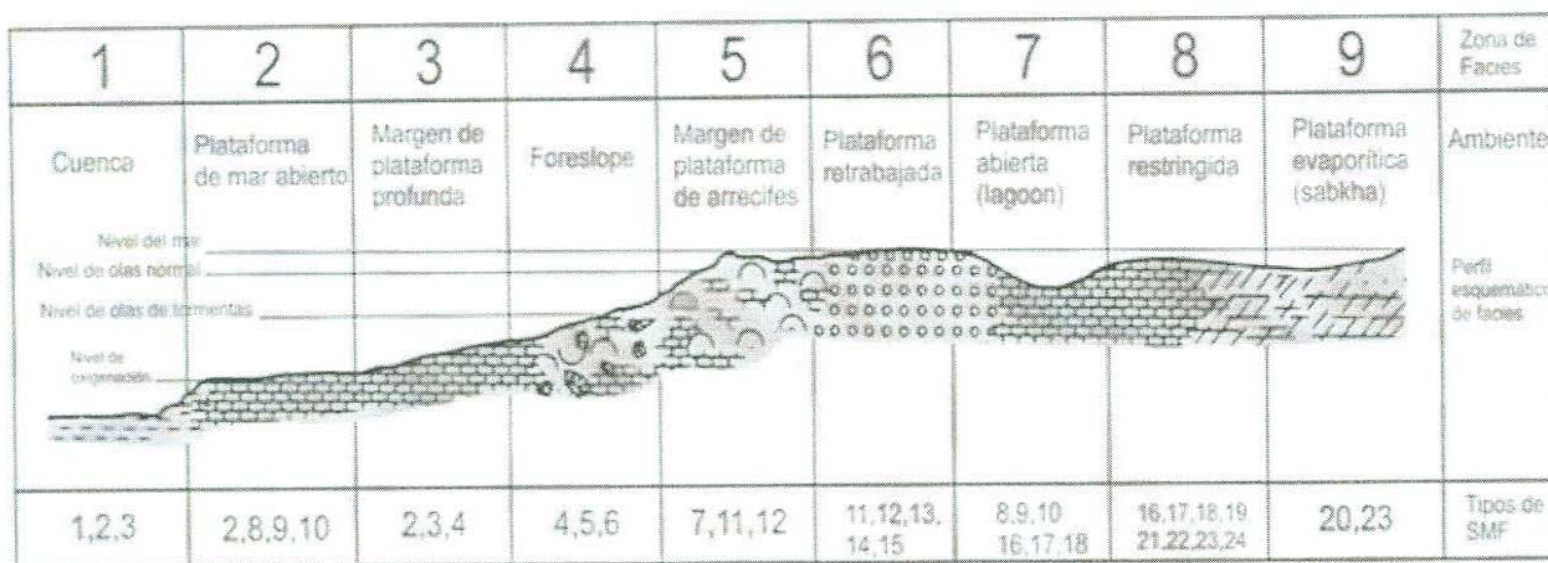 1
2
3
4
5
6
7
8
9
Zona de
Facies
Cuenca
Plataforma
de mar abierto
Margen de
plataforma
profunda
Foreslope
Margen de
plataforma
de arrecifes
Plataforma
retrabajada
Plataforma
abierta
(lagoon)
Plataforma
restringida
Plataforma
evaporítica
(sabkha)
Ambiente
Nivel del mar
Nivel de olas normal
Nivel de olas de tormentas
Nivel de
oxigenación
Perfil
esquemático
de facies
1,2,3
2,8,9,10
2,3,4
4,5,6
7,11,12
11,12,13,
14,15
8,9,10
16,17,18
16,17,18,19,
21,22,23,24
20,23
Tipos de
SMF